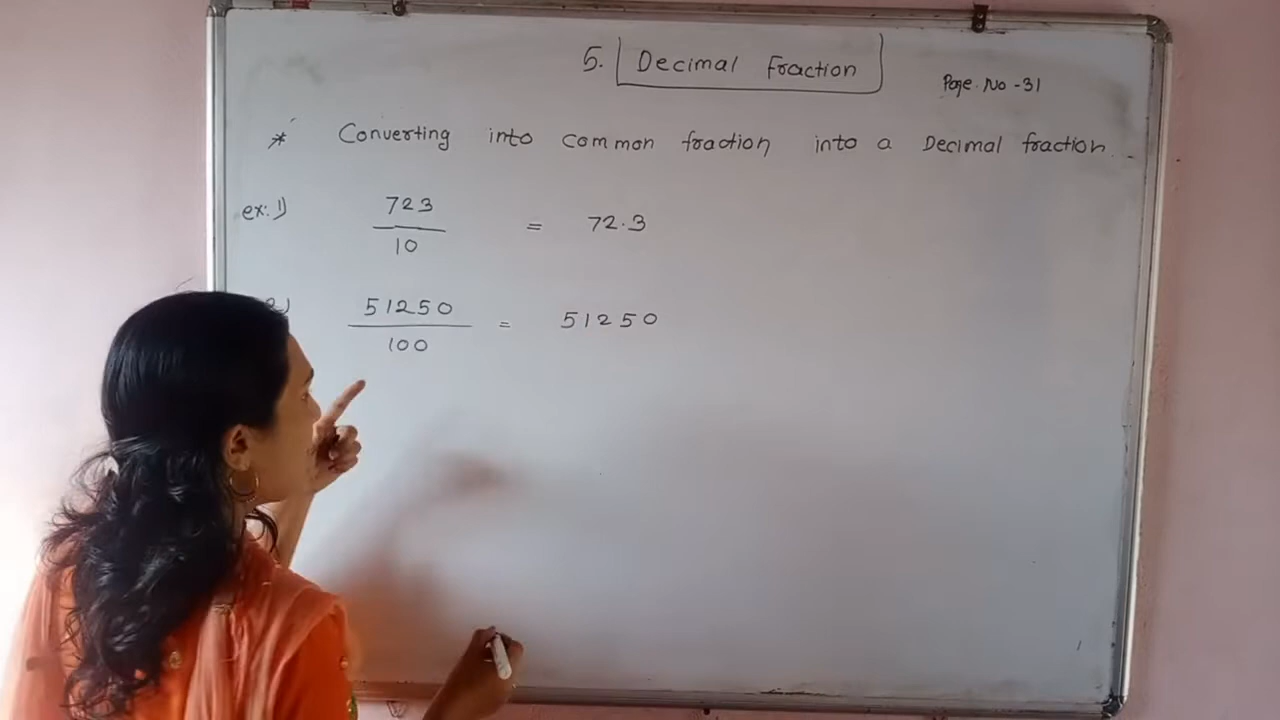 5. Decimal Fraction
Page. No - 31
* Converting into common fraction into a Decimal fraction
ex: 1) 723/10 = 72.3
2) 51250/100 = 51250